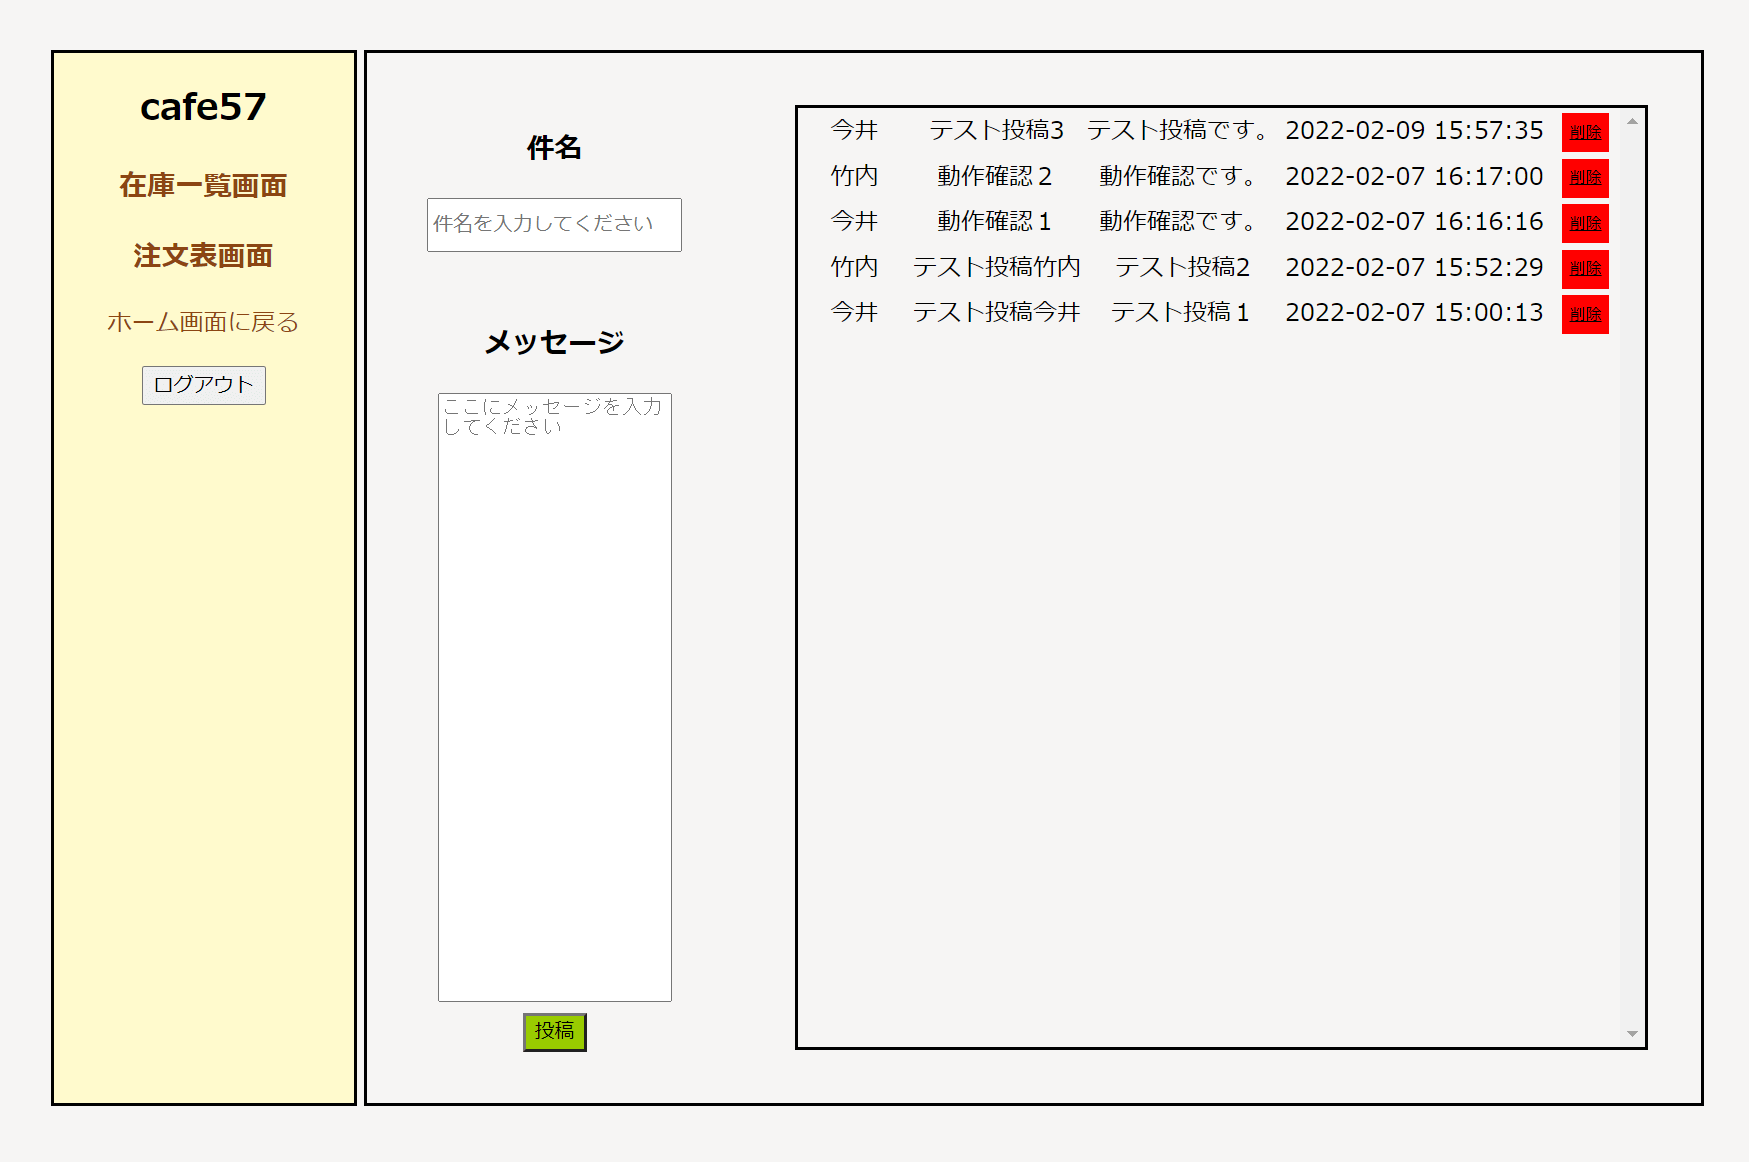 cafe57
在庫一覧画面
注文表画面
ホーム画面に戻る
ログアウト
件名
件名を入力してください
メッセージ
ここにメッセージを入力
してください
投稿
今井 テスト投稿3 テスト投稿です。 2022-02-09 15:57:35 削除
竹内 動作確認２ 動作確認です。 2022-02-07 16:17:00 削除
今井 動作確認１ 動作確認です。 2022-02-07 16:16:16 削除
竹内 テスト投稿竹内 テスト投稿2 2022-02-07 15:52:29 削除
今井 テスト投稿今井 テスト投稿１ 2022-02-07 15:00:13 削除